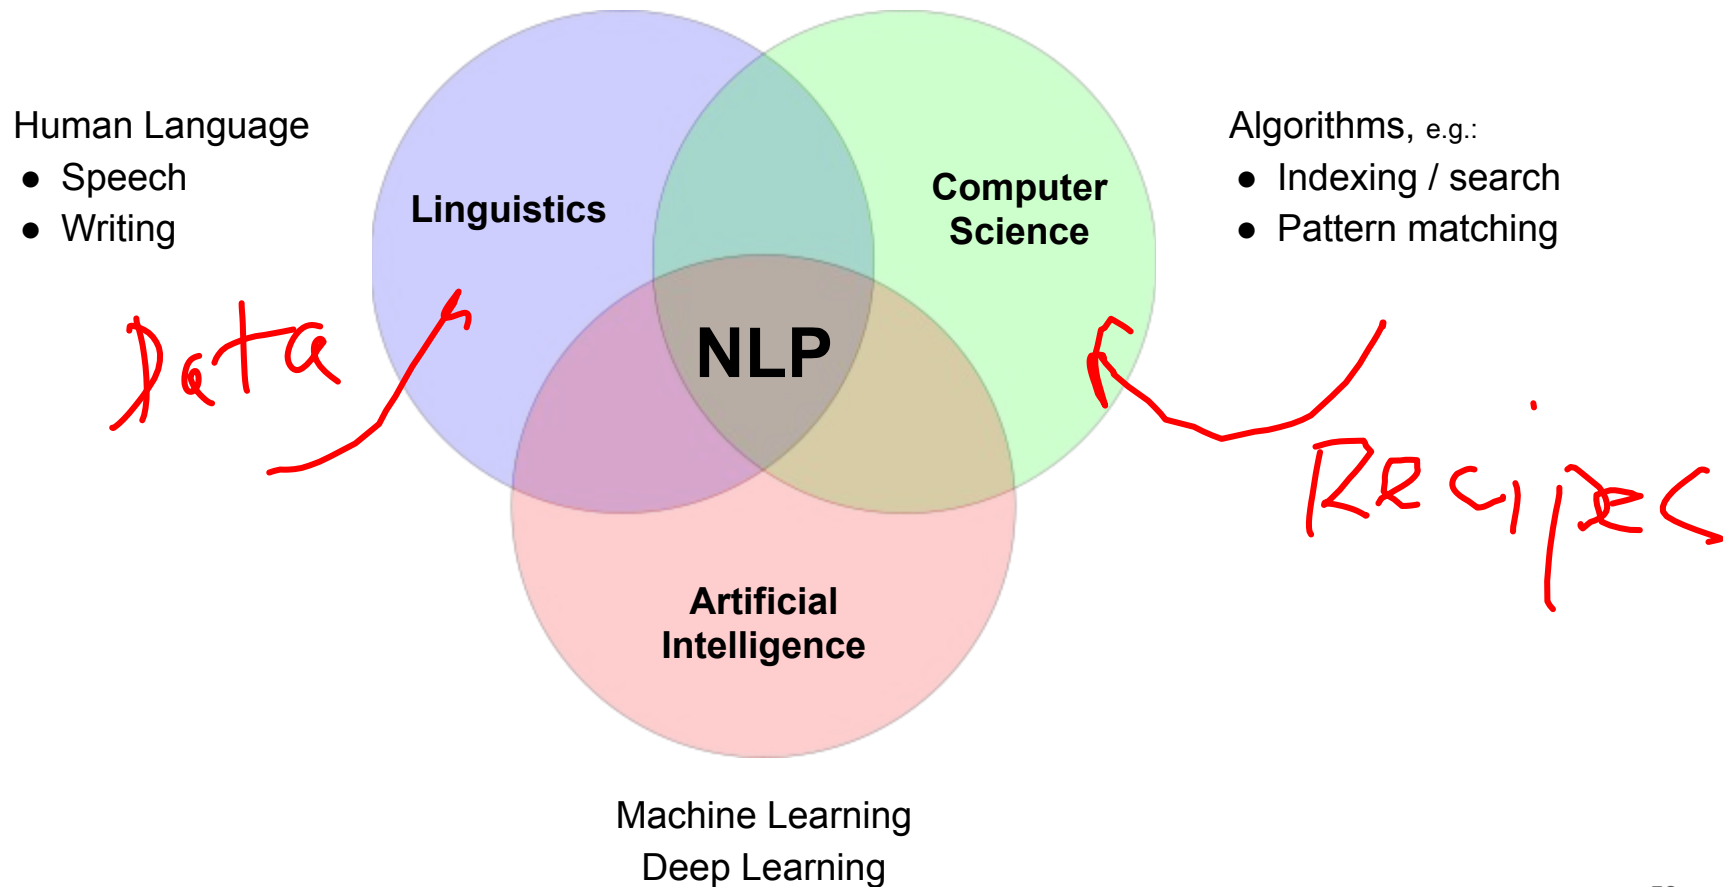 Human Language
● Speech
● Writing
Linguistics
Computer
Science
Algorithms, e.g.:
● Indexing / search
● Pattern matching
Data
NLP
Recipes
Artificial
Intelligence
Machine Learning
Deep Learning